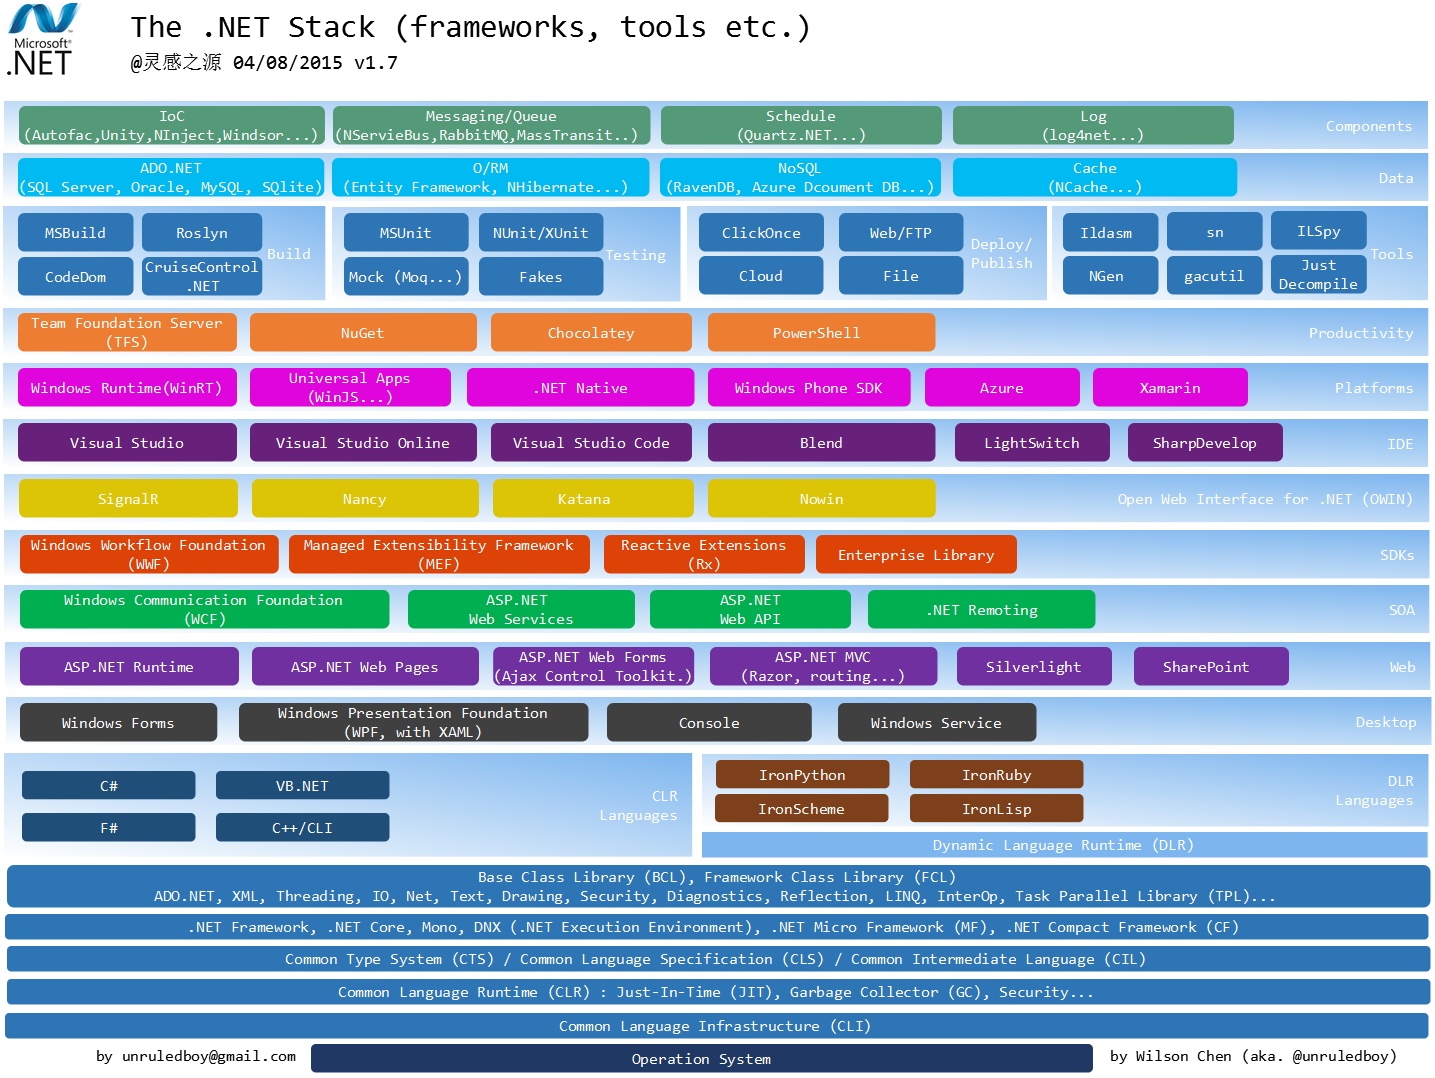 Microsoft®
.NET
The .NET Stack (frameworks, tools etc.)
@灵感之源 04/08/2015 v1.7
IoC
(Autofac,Unity,NInject,Windsor...)
Messaging/Queue
(NServieBus,RabbitMQ,MassTransit..)
Schedule
(Quartz.NET...)
Log
(log4net...)
Components
ADO.NET
(SQL Server, Oracle, MySQL, SQlite)
O/RM
(Entity Framework, NHibernate...)
NoSQL
(RavenDB, Azure Dcoument DB...)
Cache
(NCache...)
Data
MSBuild
Roslyn
CodeDom
CruiseControl
.NET
Build
MSUnit
NUnit/XUnit
Mock (Moq...)
Fakes
Testing
ClickOnce
Web/FTP
Cloud
File
Deploy/
Publish
Ildasm
sn
ILSpy
NGen
gacutil
Just
Decompile
Tools
Team Foundation Server
(TFS)
NuGet
Chocolatey
PowerShell
Productivity
Windows Runtime(WinRT)
Universal Apps
(WinJS...)
.NET Native
Windows Phone SDK
Azure
Xamarin
Platforms
Visual Studio
Visual Studio Online
Visual Studio Code
Blend
LightSwitch
SharpDevelop
IDE
SignalR
Nancy
Katana
Nowin
Open Web Interface for .NET (OWIN)
Windows Workflow Foundation
(WWF)
Managed Extensibility Framework
(MEF)
Reactive Extensions
(Rx)
Enterprise Library
SDKs
Windows Communication Foundation
(WCF)
ASP.NET
Web Services
ASP.NET
Web API
.NET Remoting
SOA
ASP.NET Runtime
ASP.NET Web Pages
ASP.NET Web Forms
(Ajax Control Toolkit.)
ASP.NET MVC
(Razor, routing...)
Silverlight
SharePoint
Web
Windows Forms
Windows Presentation Foundation
(WPF, with XAML)
Console
Windows Service
Desktop
C#
VB.NET
F#
C++/CLI
CLR
Languages
IronPython
IronRuby
IronScheme
IronLisp
DLR
Languages
Dynamic Language Runtime (DLR)
Base Class Library (BCL), Framework Class Library (FCL)
ADO.NET, XML, Threading, IO, Net, Text, Drawing, Security, Diagnostics, Reflection, LINQ, InterOp, Task Parallel Library (TPL)...
.NET Framework, .NET Core, Mono, DNX (.NET Execution Environment), .NET Micro Framework (MF), .NET Compact Framework (CF)
Common Type System (CTS) / Common Language Specification (CLS) / Common Intermediate Language (CIL)
Common Language Runtime (CLR) : Just-In-Time (JIT), Garbage Collector (GC), Security...
Common Language Infrastructure (CLI)
by unruledboy@gmail.com
Operation System
by Wilson Chen (aka. @unruledboy)